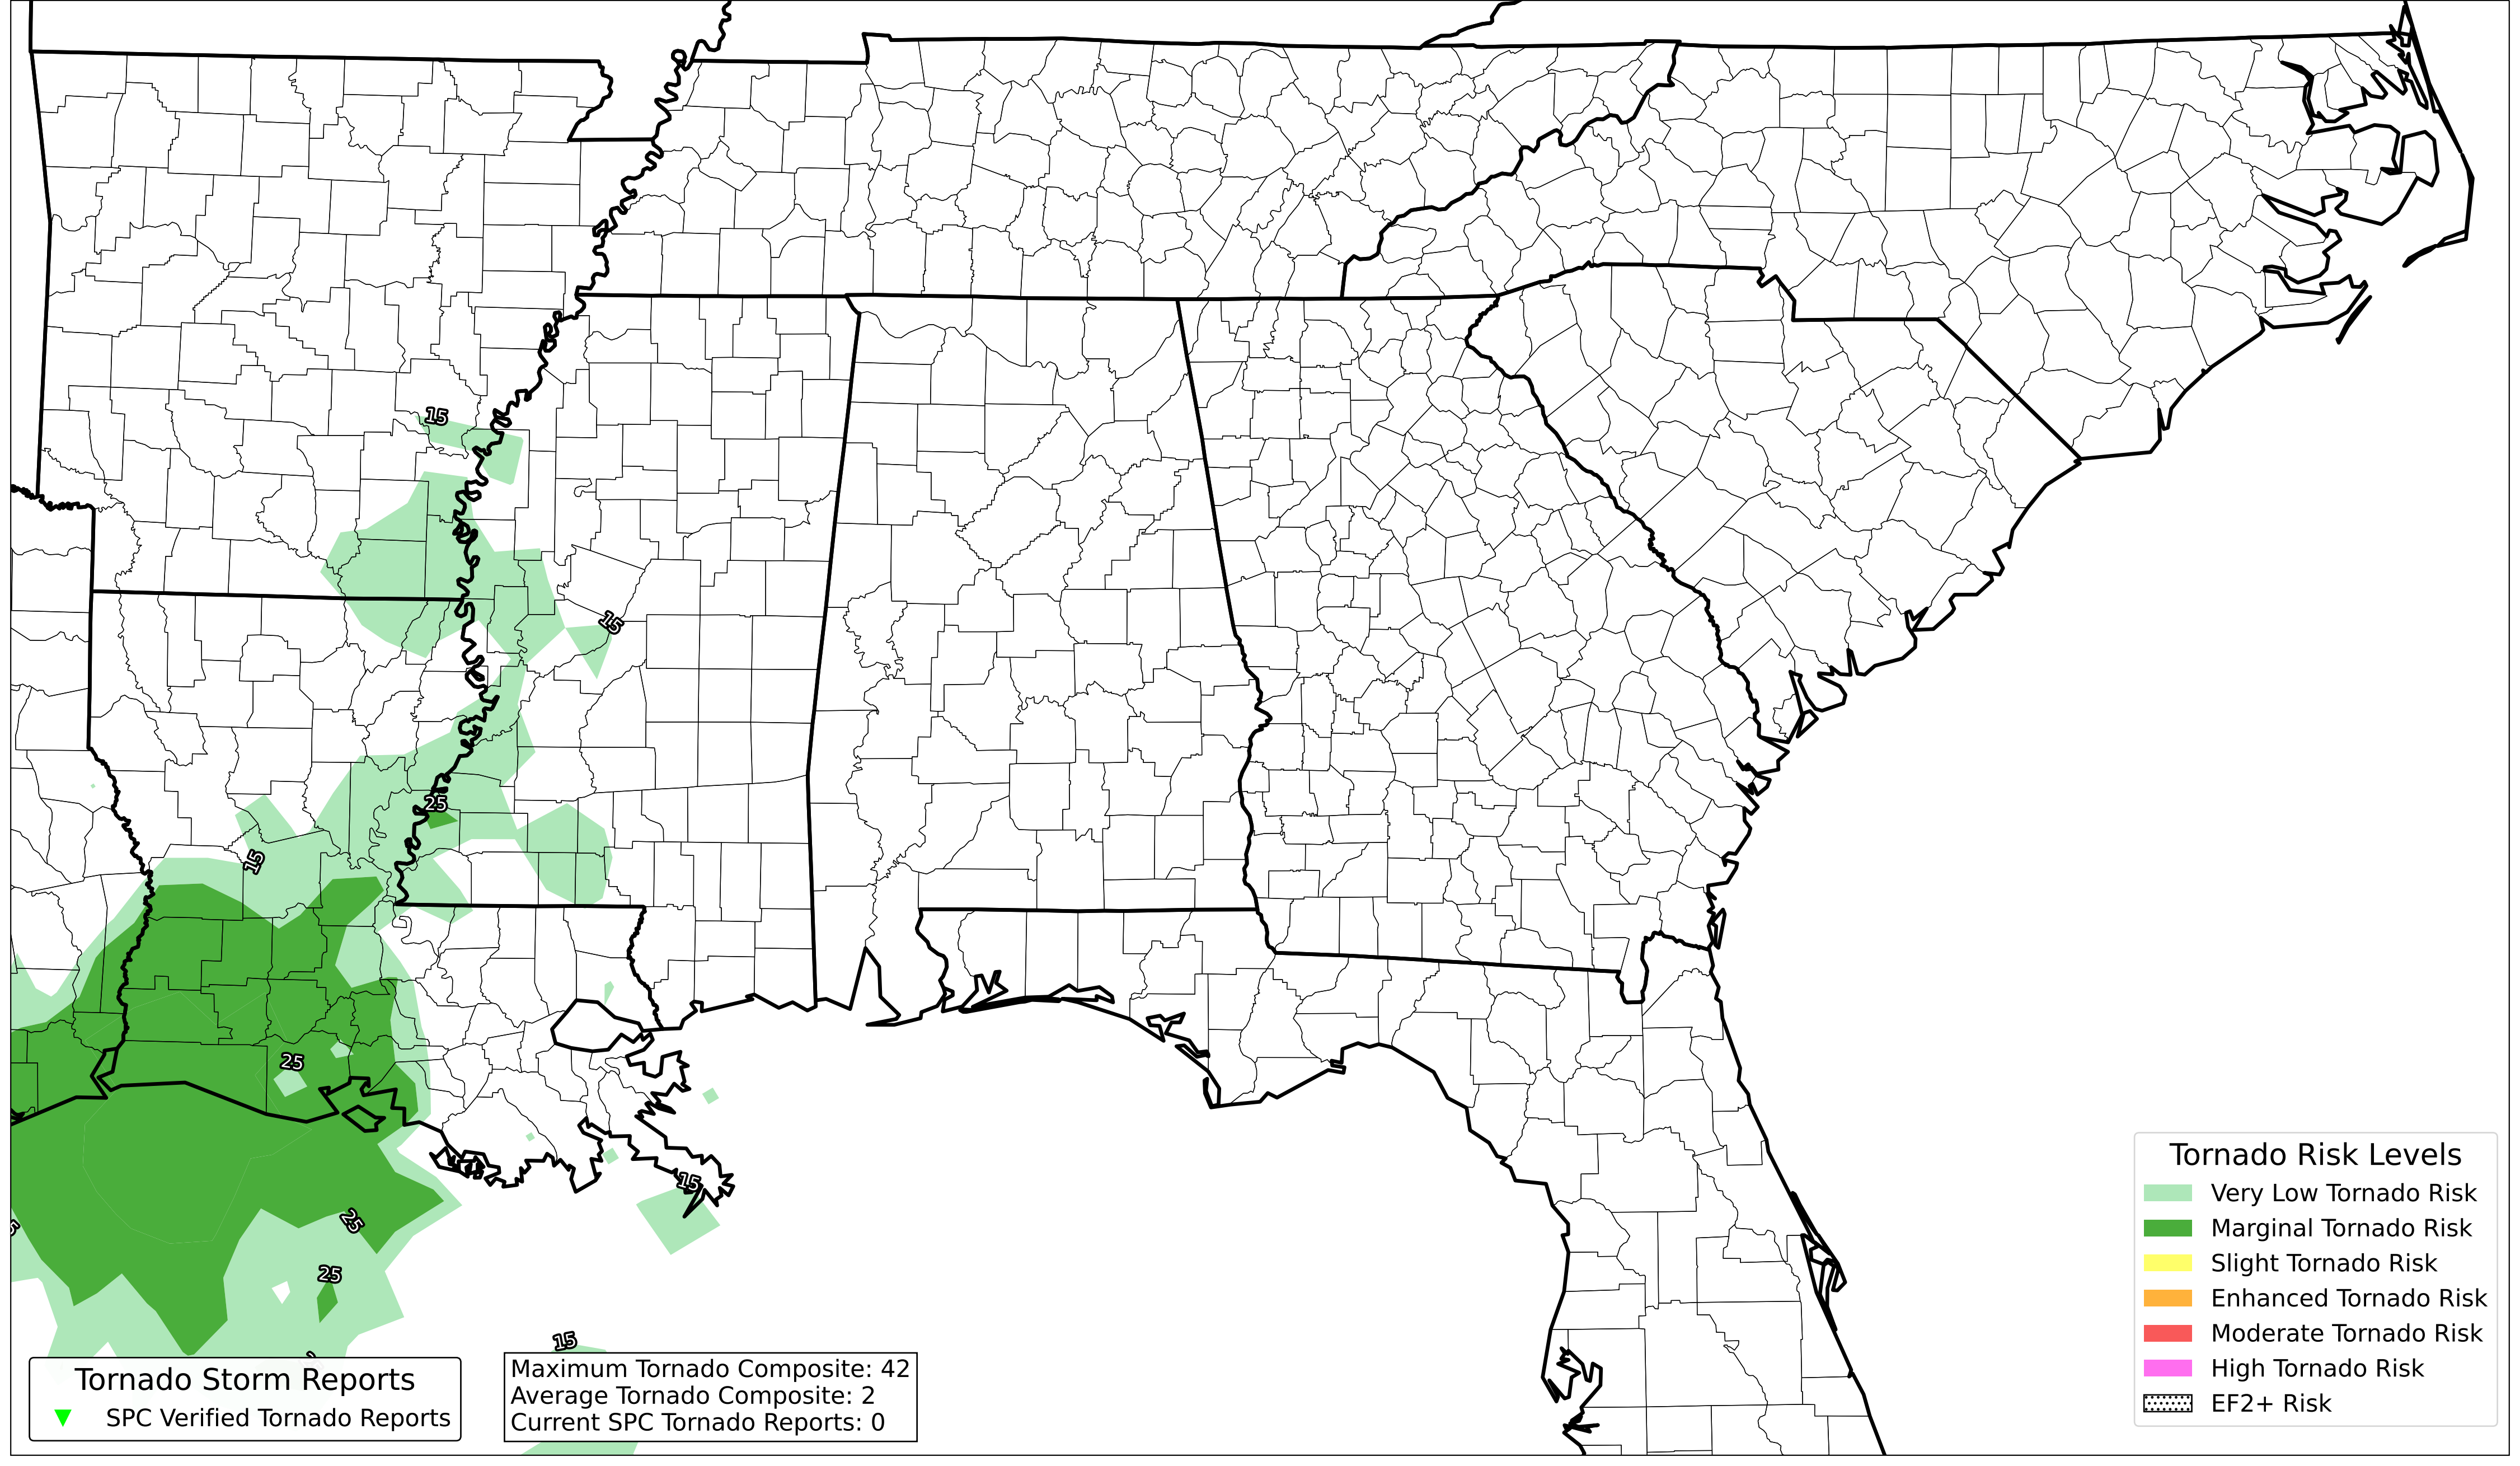 15
15
25
15
25
15
25
25
15
Tornado Risk Levels
Very Low Tornado Risk
Marginal Tornado Risk
Slight Tornado Risk
Enhanced Tornado Risk
Moderate Tornado Risk
High Tornado Risk
EF2+ Risk
Tornado Storm Reports
SPC Verified Tornado Reports
Maximum Tornado Composite: 42
Average Tornado Composite: 2
Current SPC Tornado Reports: 0